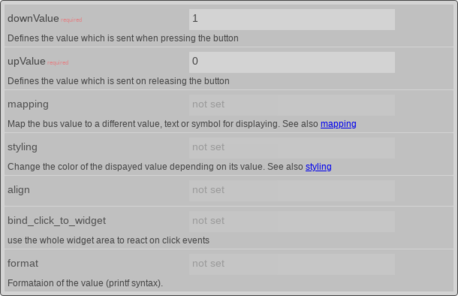 downValue required 1
Defines the value which is sent when pressing the button
upValue required 0
Defines the value which is sent on releasing the button
mapping not set
Map the bus value to a different value, text or symbol for displaying. See also mapping
styling not set
Change the color of the dispayed value depending on its value. See also styling
align not set
bind_click_to_widget not set
use the whole widget area to react on click events
format not set
Formataion of the value (printf syntax).